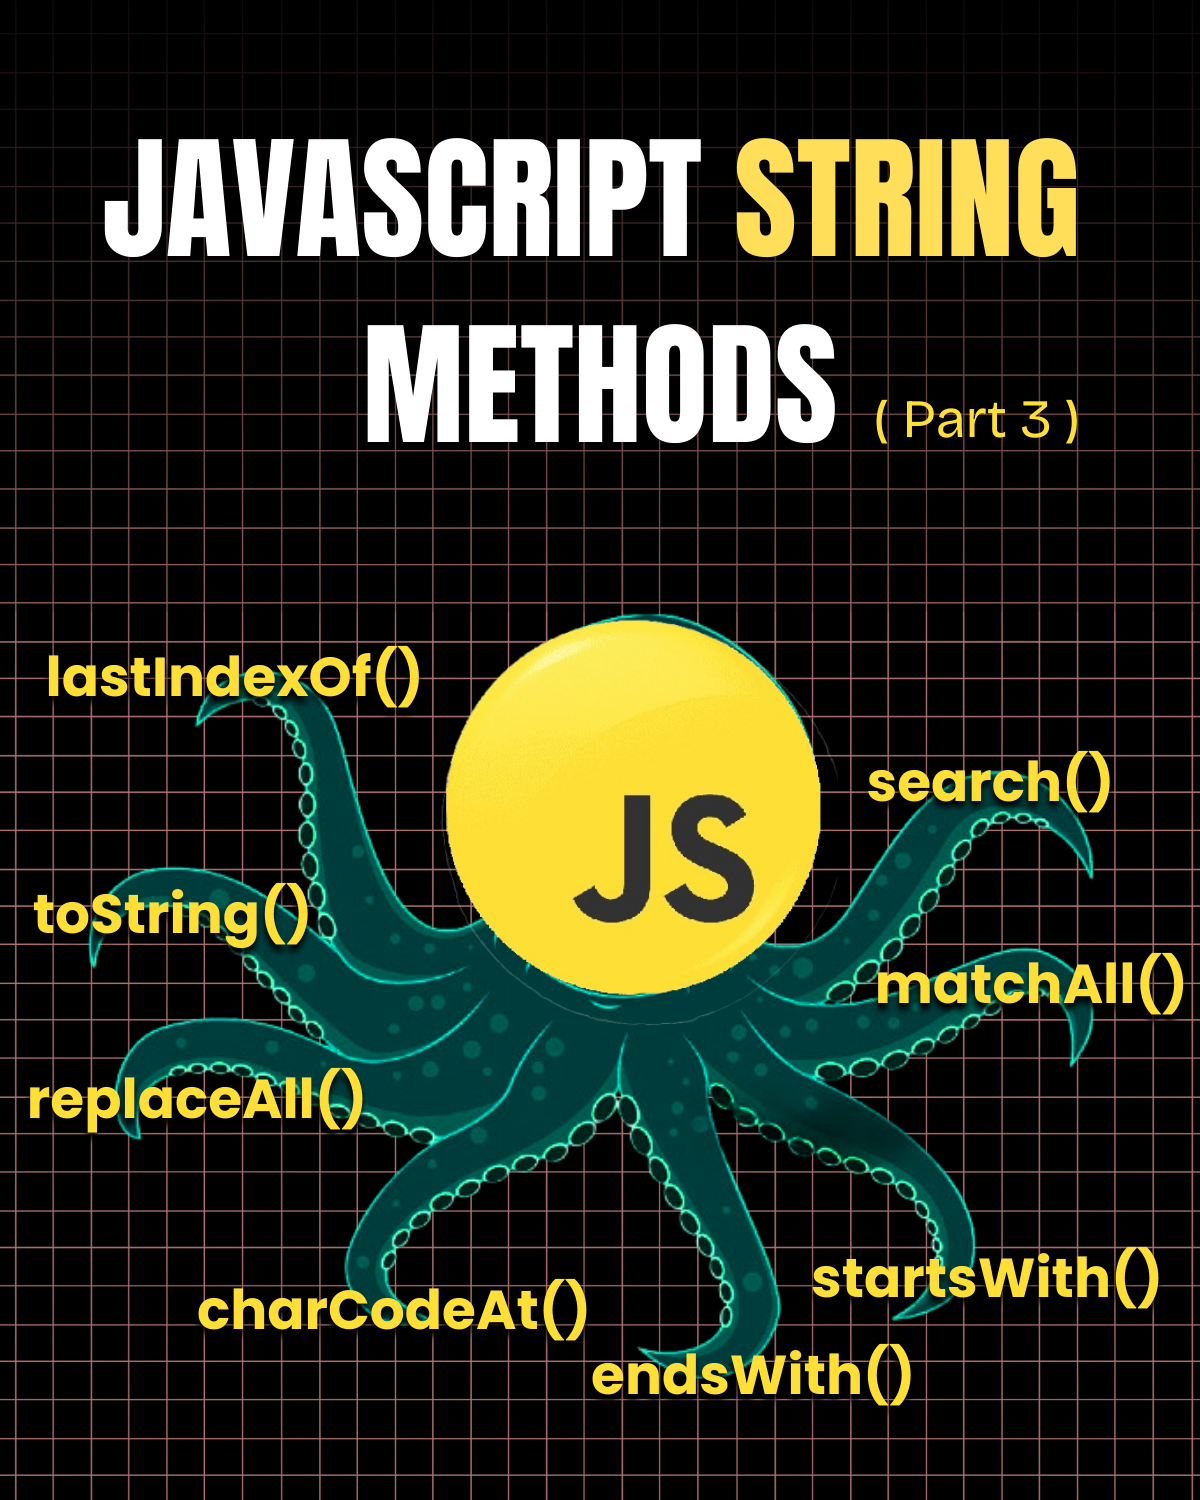 JAVASCRIPT STRING
METHODS ( Part 3 )
lastIndexOf()
search()
JS
toString()
matchAll()
replaceAll()
startsWith()
charCodeAt()
endsWith()